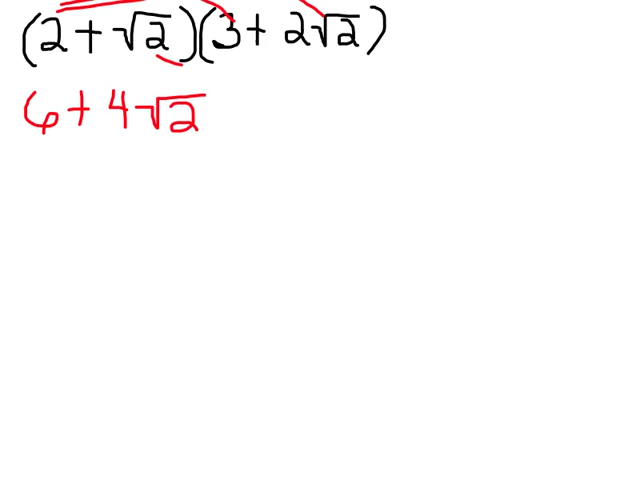 (2 + √2)(3 + 2√2)
6 + 4√2